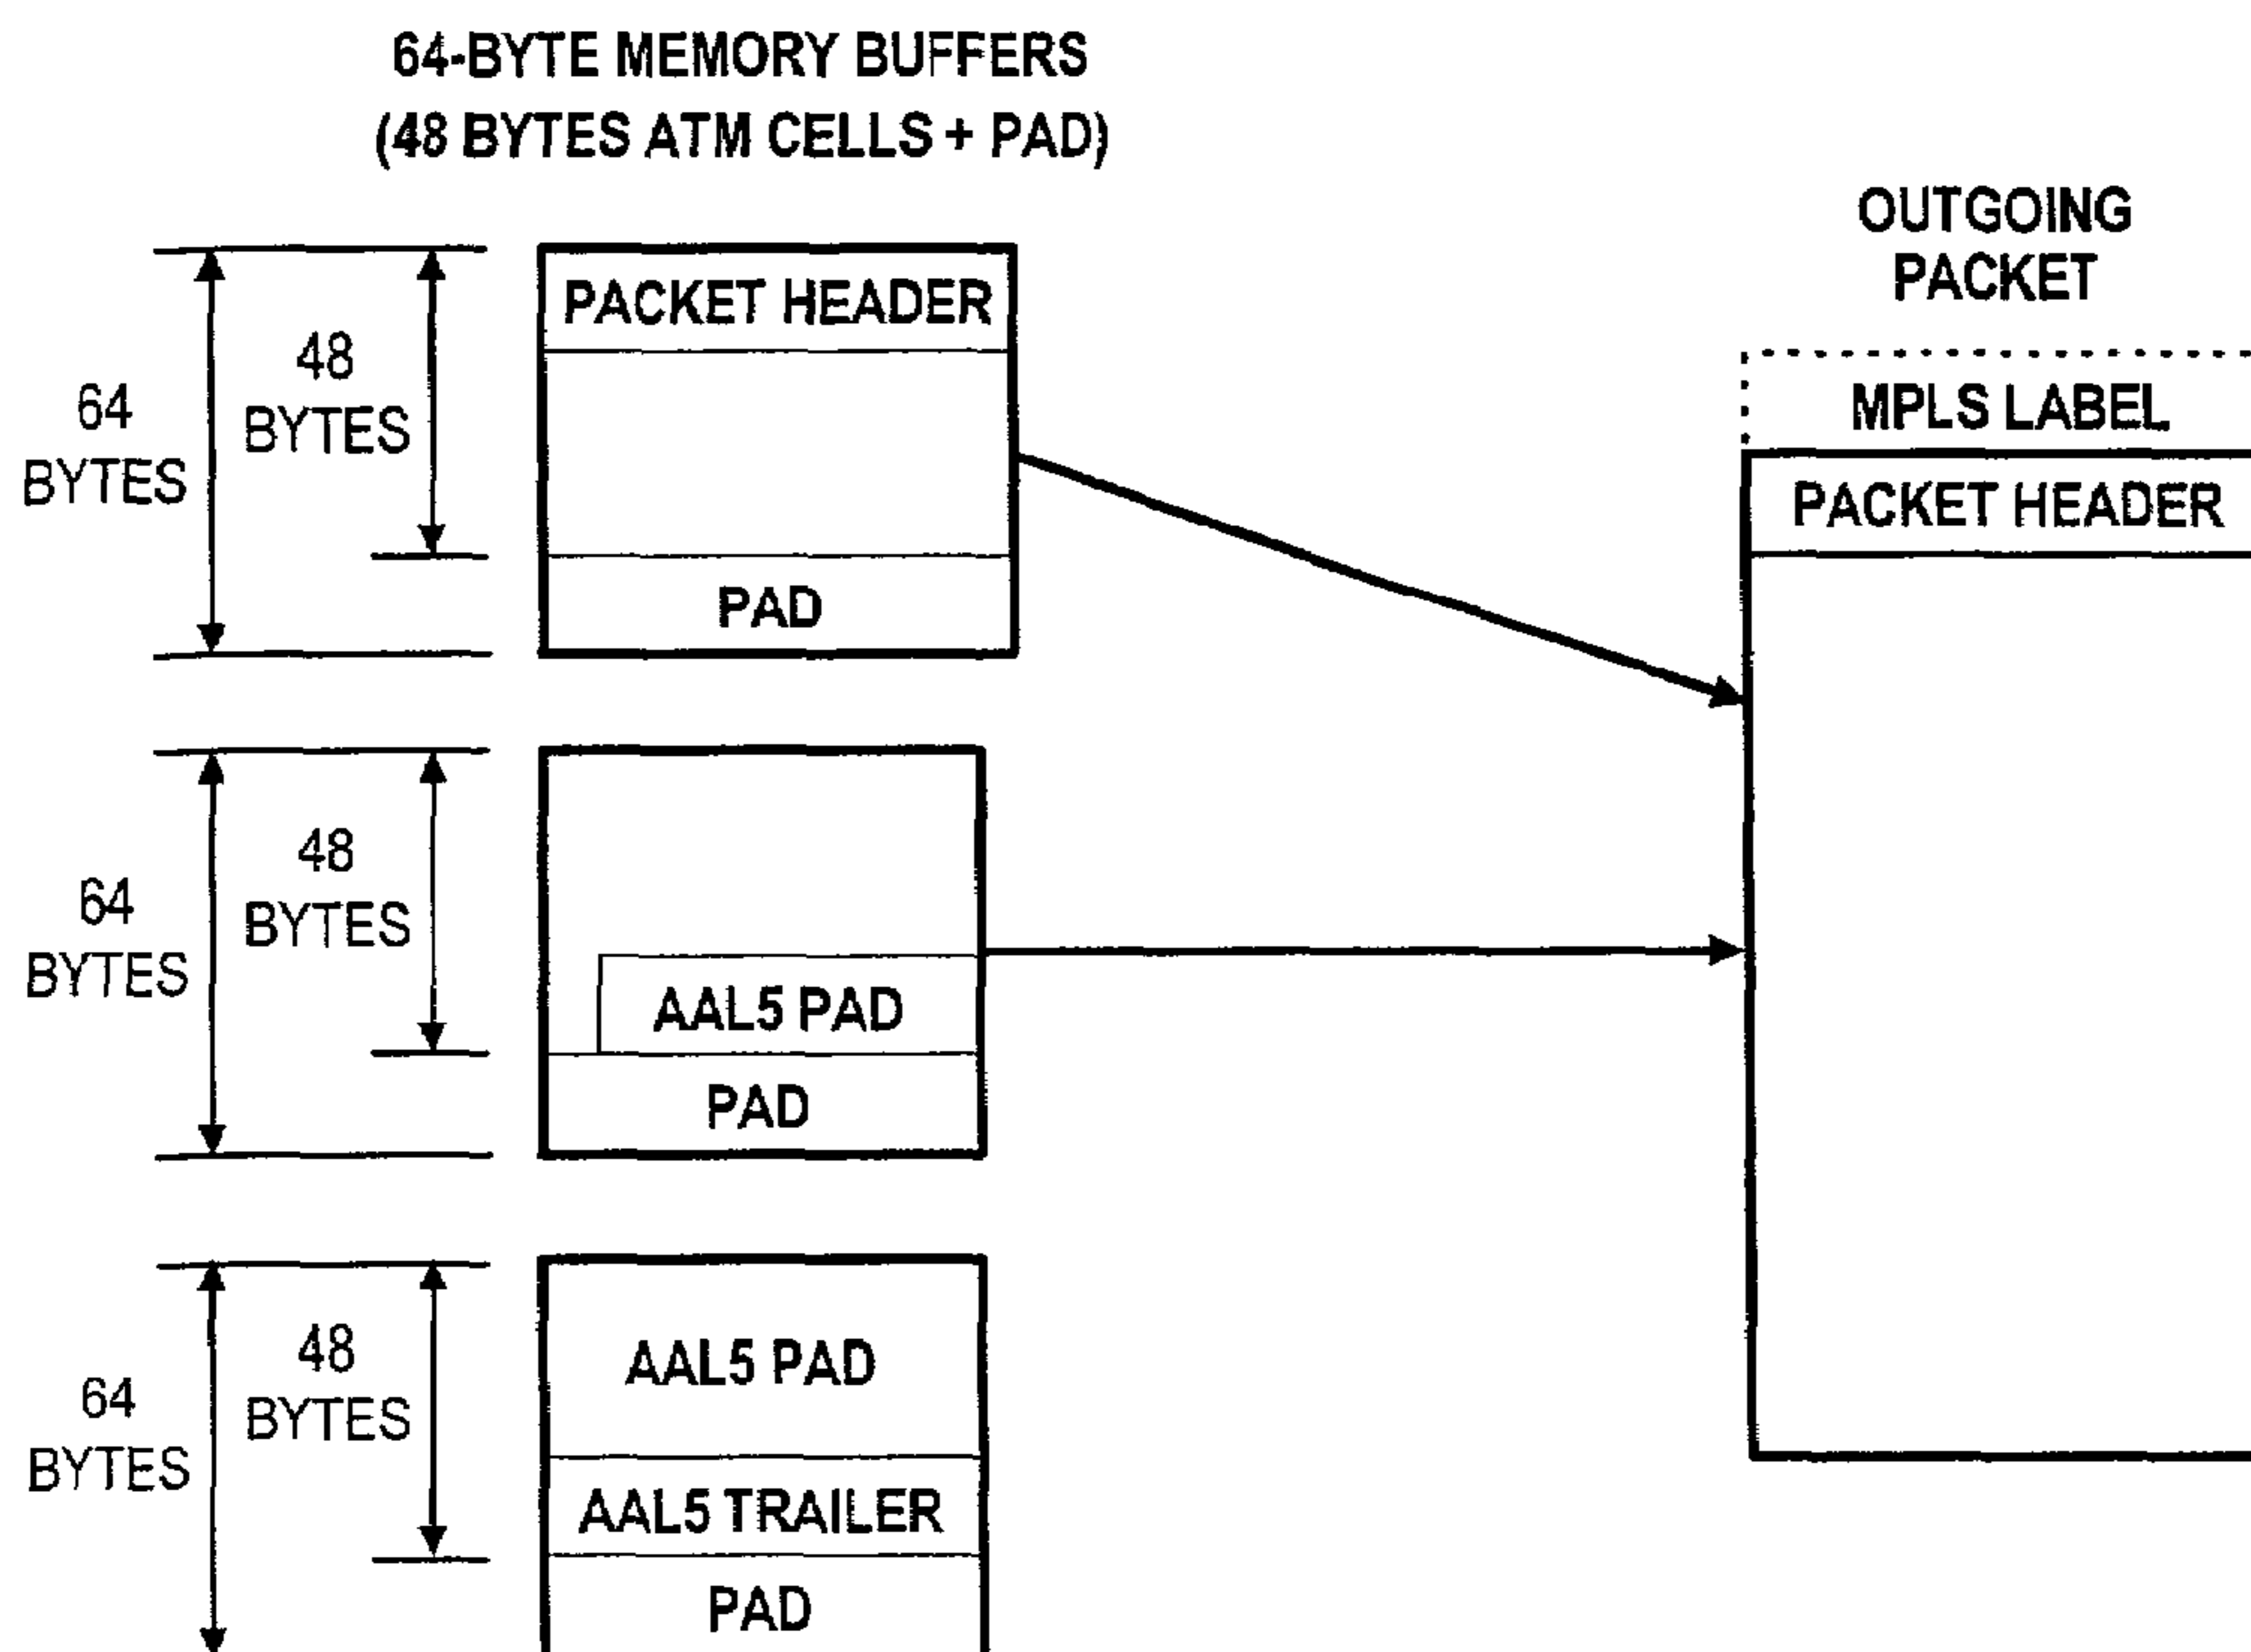 64-BYTE MEMORY BUFFERS
(48 BYTES ATM CELLS + PAD)
OUTGOING
PACKET
64
BYTES
48
BYTES
PACKET HEADER
PAD
MPLS LABEL
PACKET HEADER
64
BYTES
48
BYTES
AAL5 PAD
PAD
64
BYTES
48
BYTES
AAL5 PAD
AAL5 TRAILER
PAD